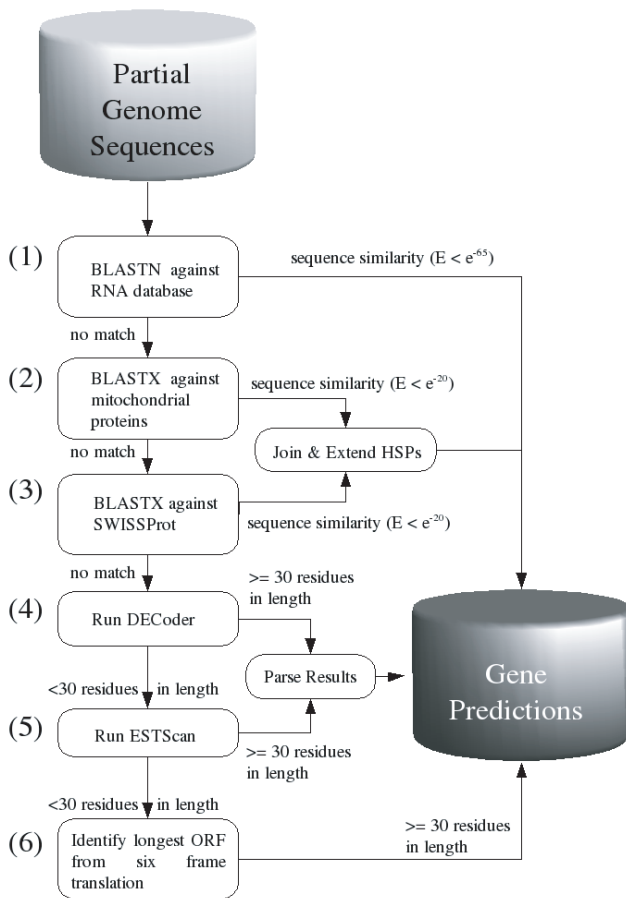 Partial
Genome
Sequences
(1)
BLASTN against
RNA database
sequence similarity (E < e-65)
no match
(2)
BLASTX against
mitochondrial
proteins
sequence similarity (E < e-20)
Join & Extend HSPs
no match
(3)
BLASTX against
SWISSProt
sequence similarity (E < e-20)
no match
>= 30 residues
in length
(4)
Run DECoder
Parse Results
Gene
Predictions
<30 residues in length
(5)
Run ESTScan
>= 30 residues
in length
<30 residues in length
(6)
Identify longest ORF
from six frame
translation
>= 30 residues
in length